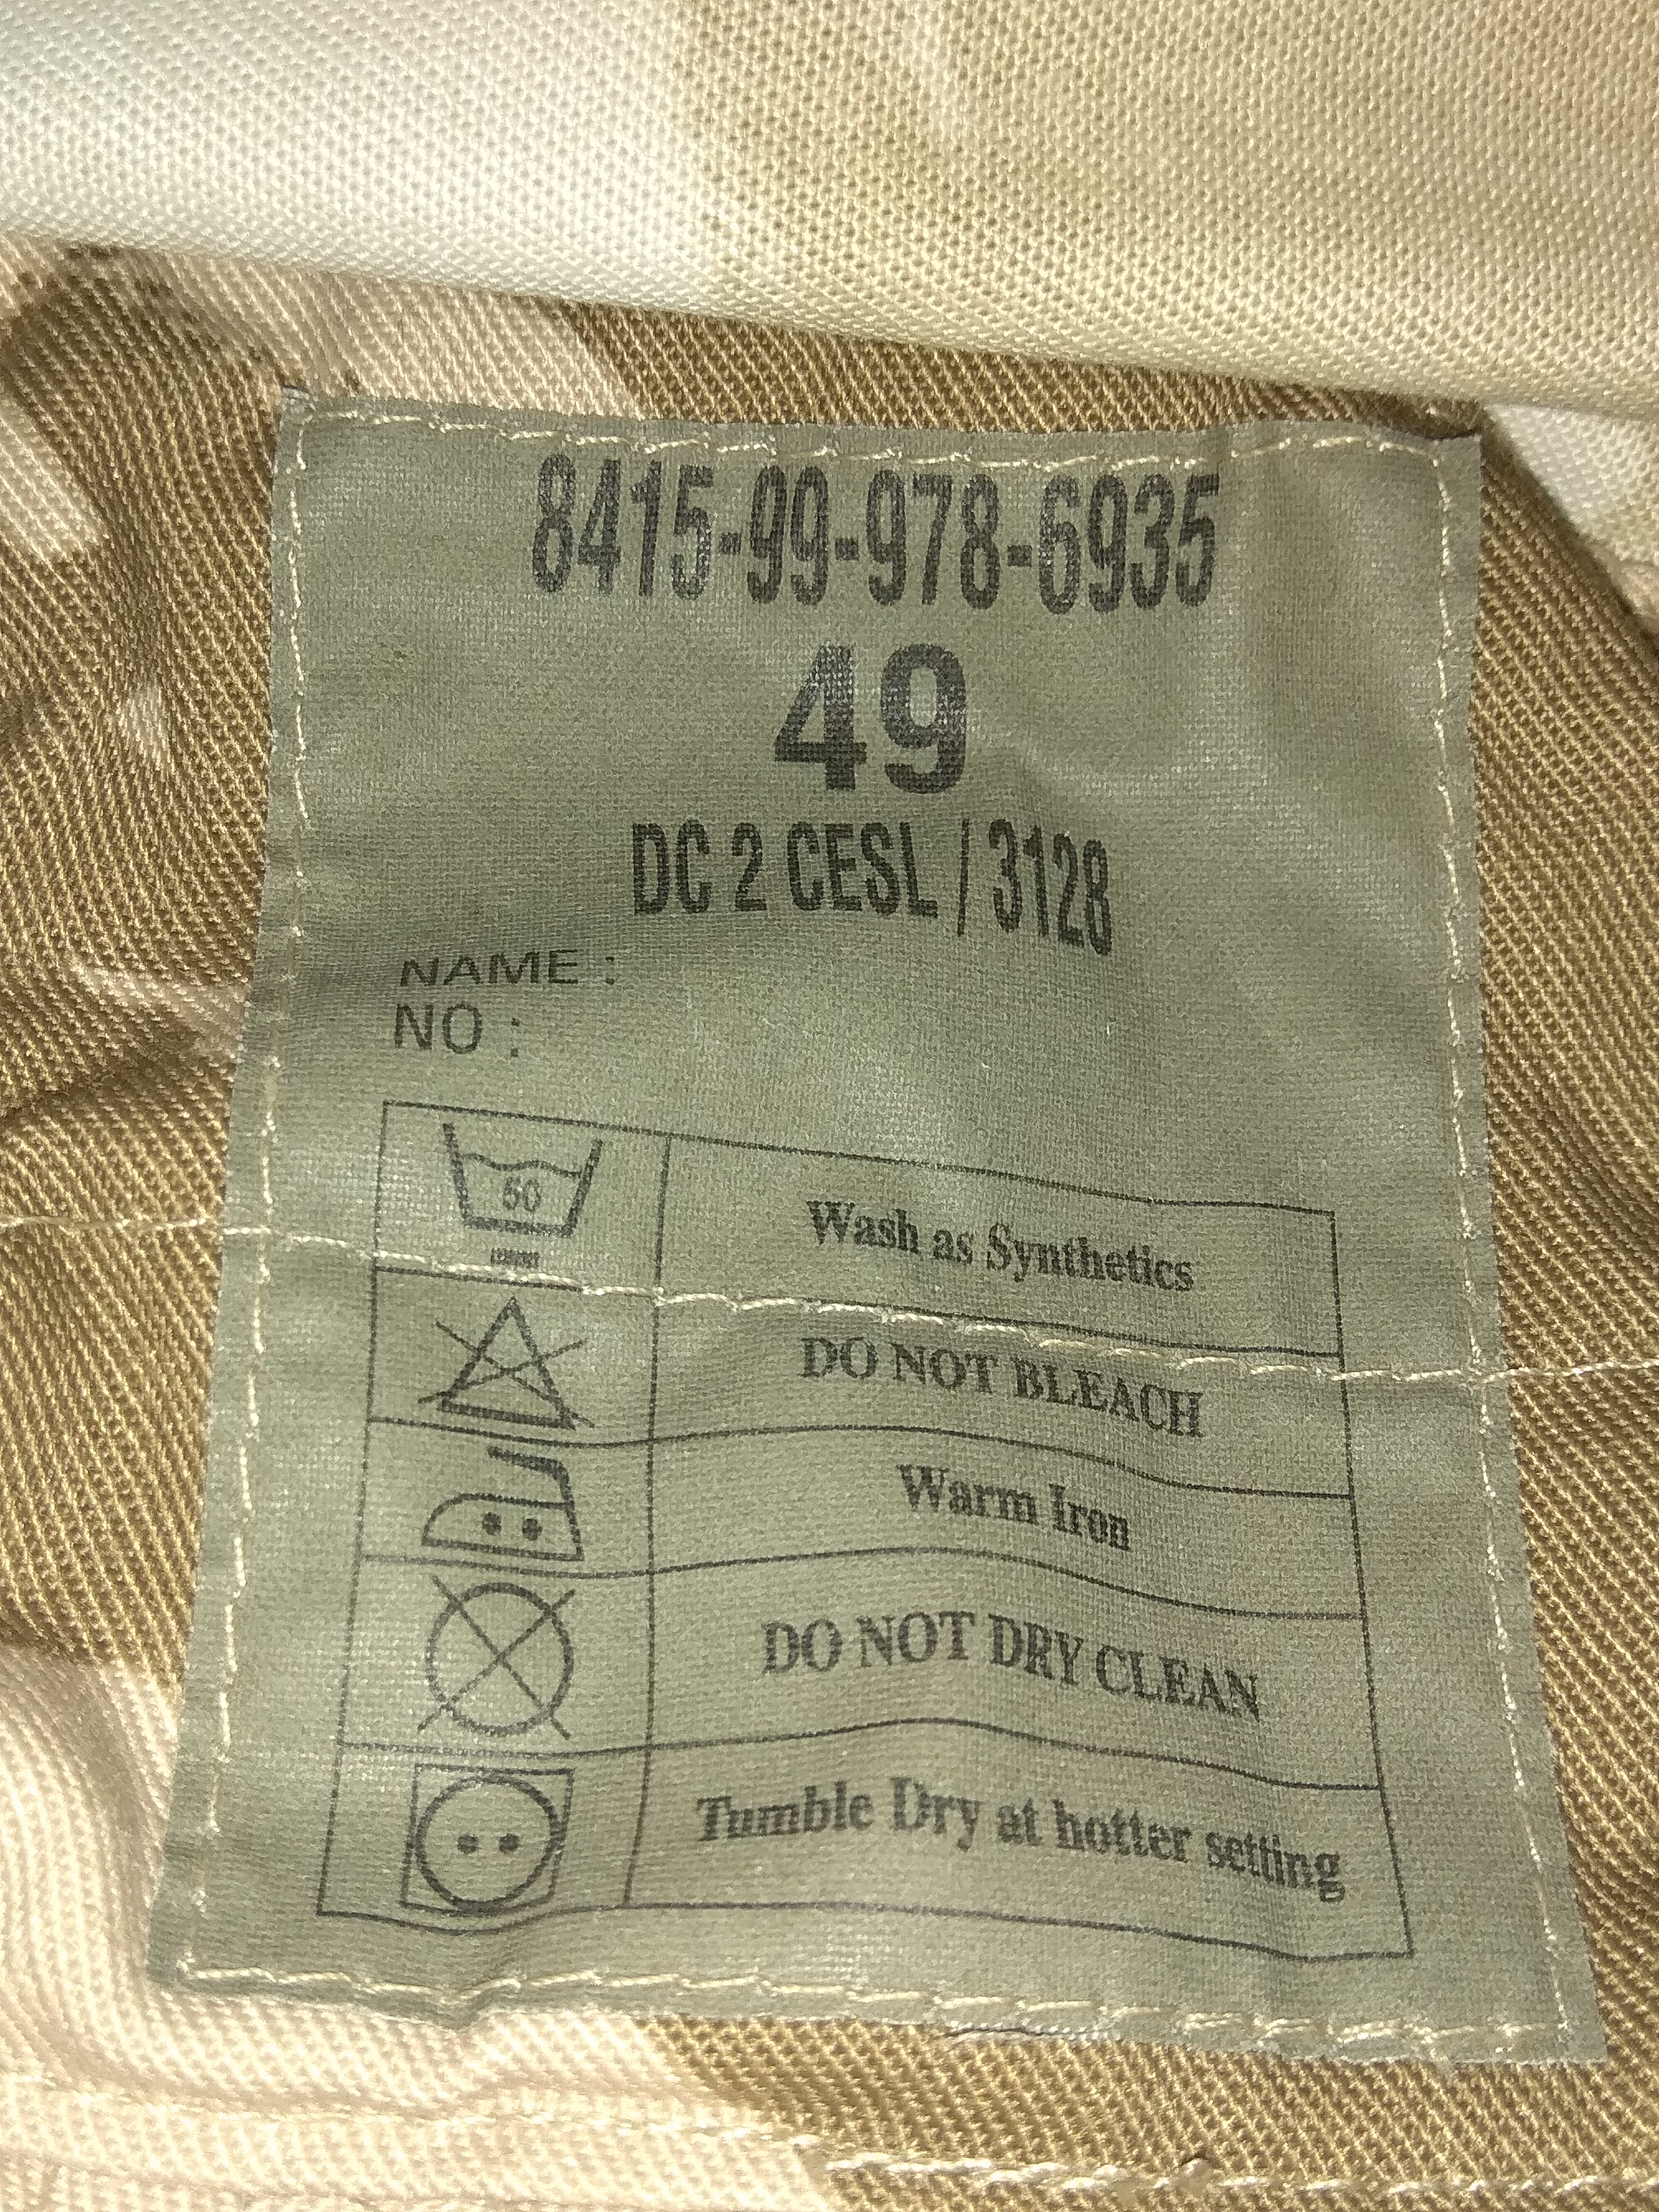 8415-99-978-6935
49
DC 2 CESL / 3128
NAME :
NO :
50
Wash as Synthetics
DO NOT BLEACH
Warm Iron
DO NOT DRY CLEAN
Tumble Dry at hotter setting